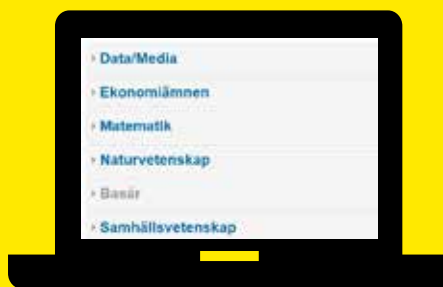 Data/Media
Ekonomiämnen
Matematik
Naturvetenskap
Basår
Samhällsvetenskap